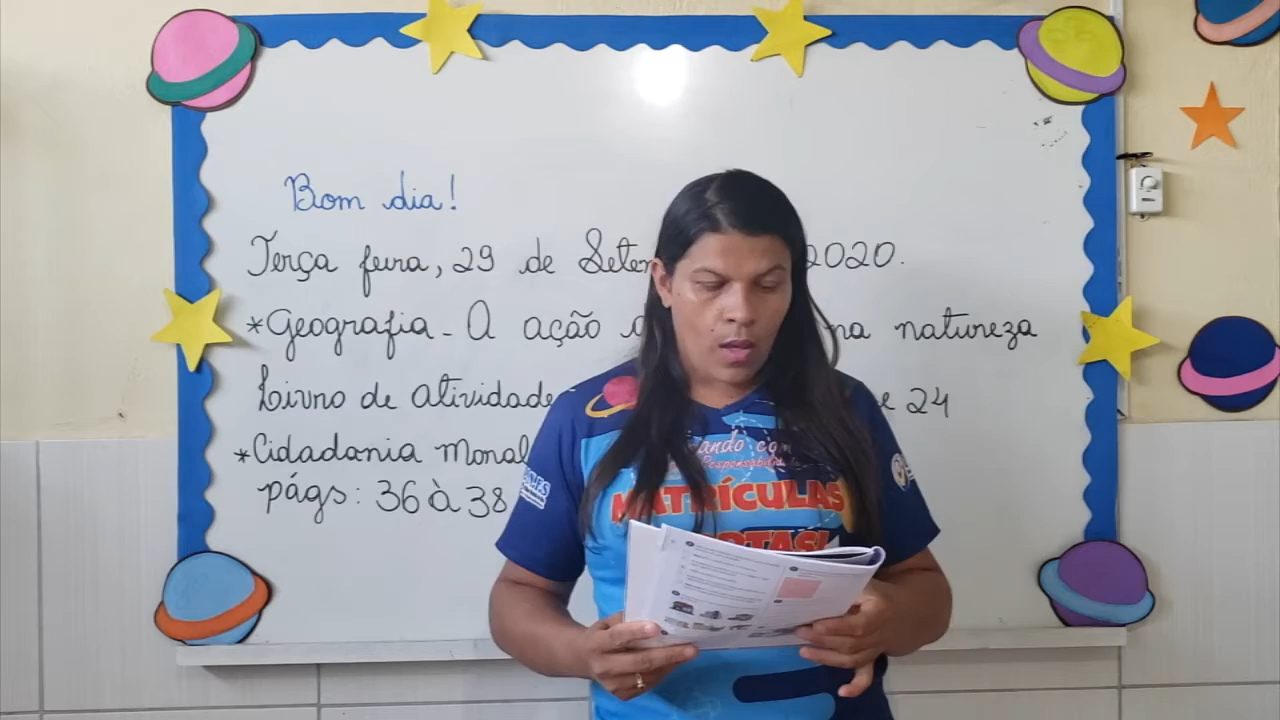 Bom dia!
Terça feira, 29 de Setem 2020.
*Geografia - A ação na natureza
Livro de Atividade e 24
*Cidadania Moral
págs: 36 à 38
MATRÍCULAS